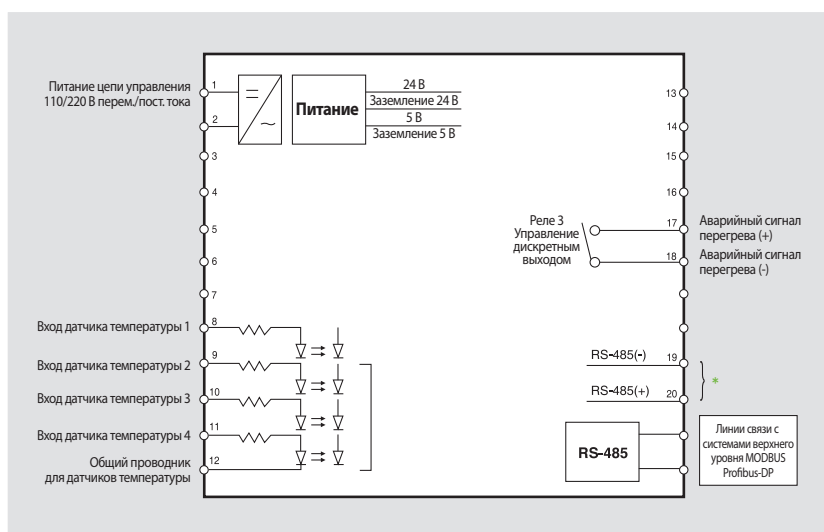 Питание цепи управления
110/220 В перем./пост. тока
1
2
3
4
5
6
7
Питание
24 В
Заземление 24 В
5 В
Заземление 5 В
13
14
15
16
Реле 3
Управление
дискретным
выходом
17
18
Аварийный сигнал
перегрева (+)
Аварийный сигнал
перегрева (-)
Вход датчика температуры 1
8
Вход датчика температуры 2
9
Вход датчика температуры 3
10
Вход датчика температуры 4
11
Общий проводник
для датчиков температуры
12
RS-485(-)
19
RS-485(+)
20
*
RS-485
Линии связи с
системами верхнего
уровня MODBUS
Profibus-DP